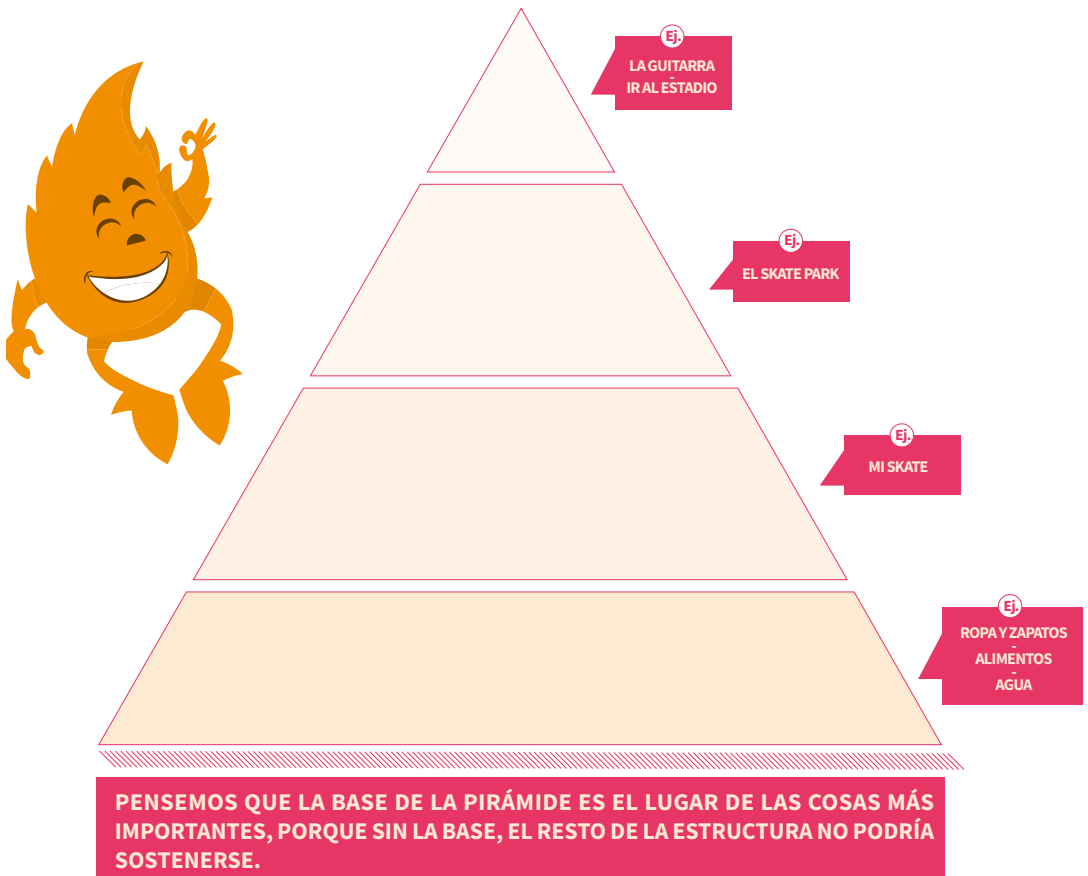 Ej.
LA GUITARRA
-
IR AL ESTADIO
Ej.
EL SKATE PARK
Ej.
MI SKATE
Ej.
ROPA Y ZAPATOS
-
ALIMENTOS
-
AGUA
PENSEMOS QUE LA BASE DE LA PIRÁMIDE ES EL LUGAR DE LAS COSAS MÁS
IMPORTANTES, PORQUE SIN LA BASE, EL RESTO DE LA ESTRUCTURA NO PODRÍA
SOSTENERSE.